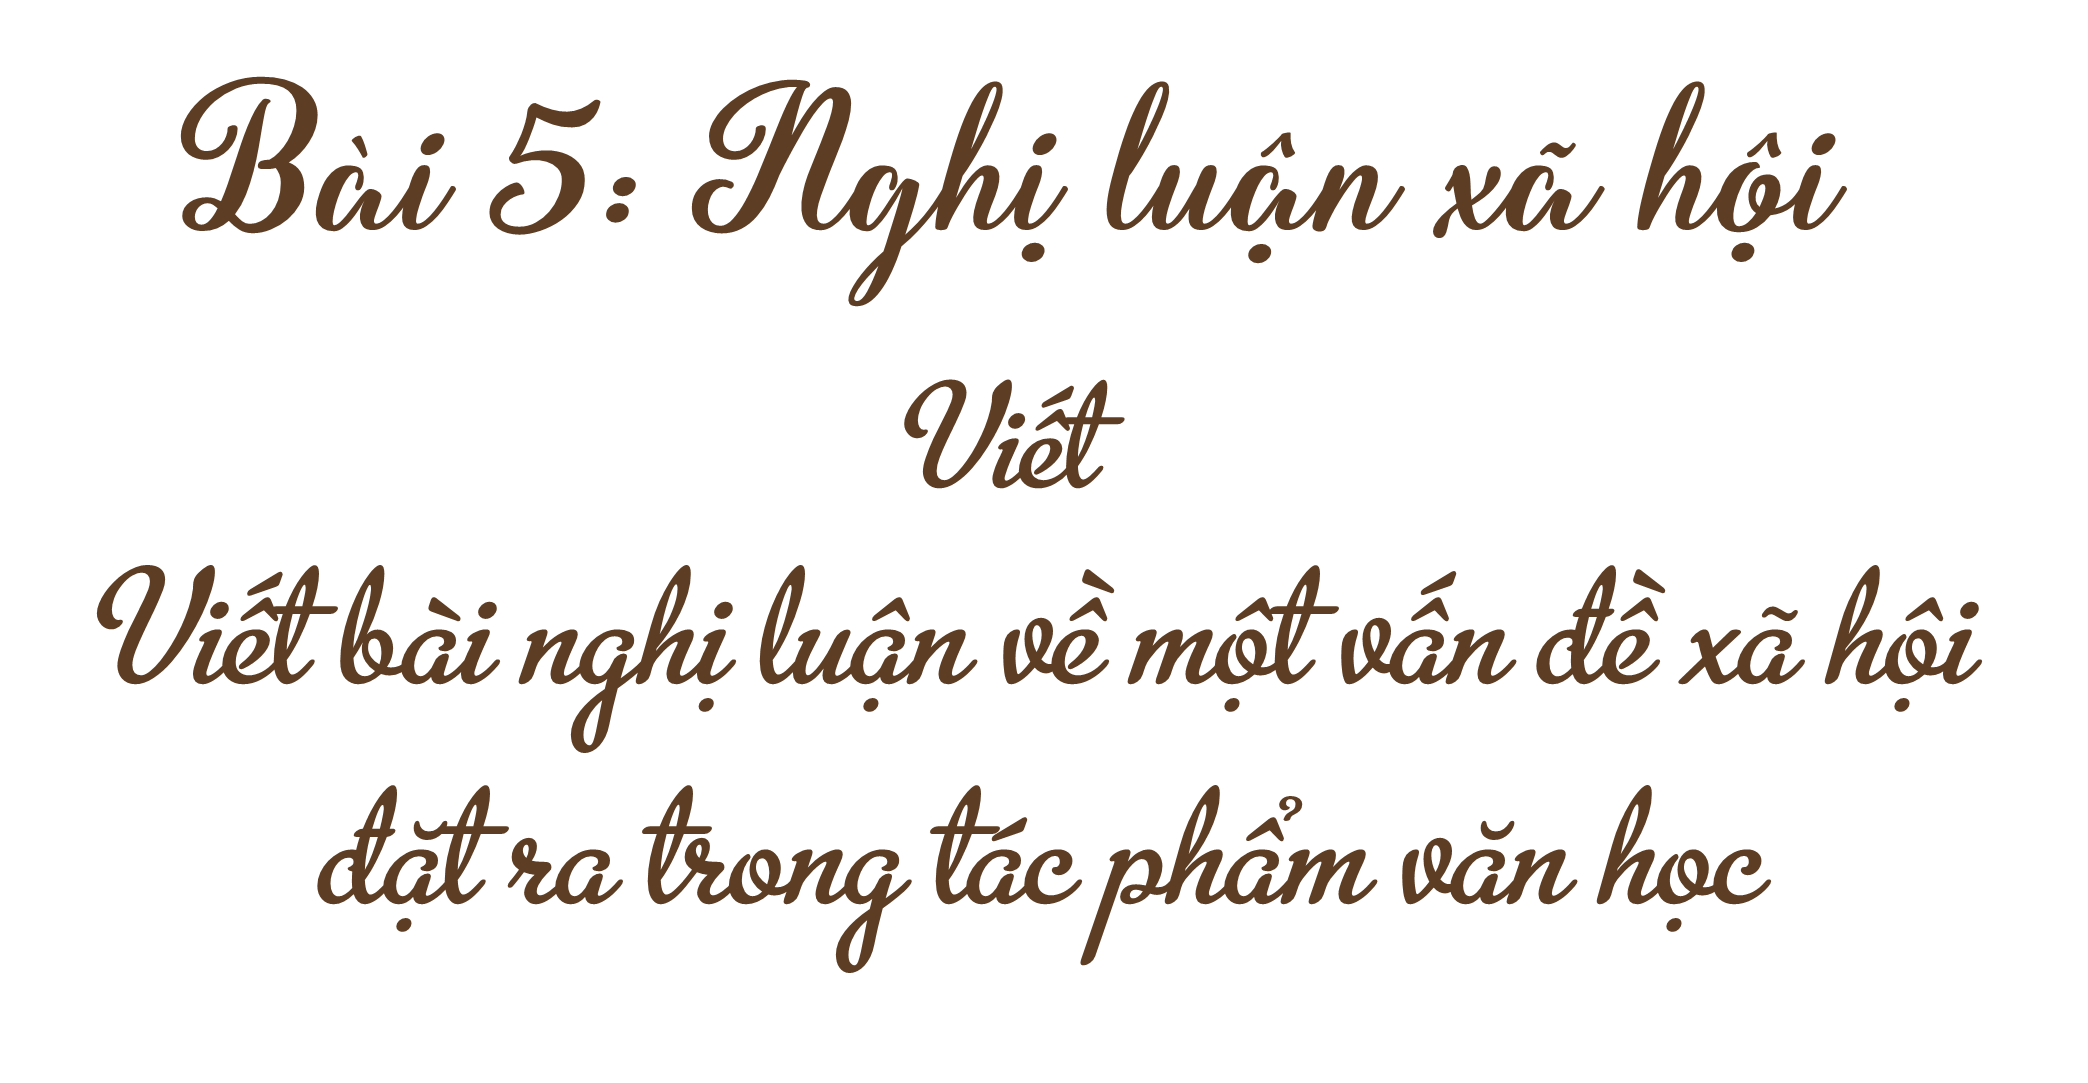 Bài 5: Nghị luận xã hội
Viết
Viết bài nghị luận về một vấn đề xã hội
đặt ra trong tác phẩm văn học